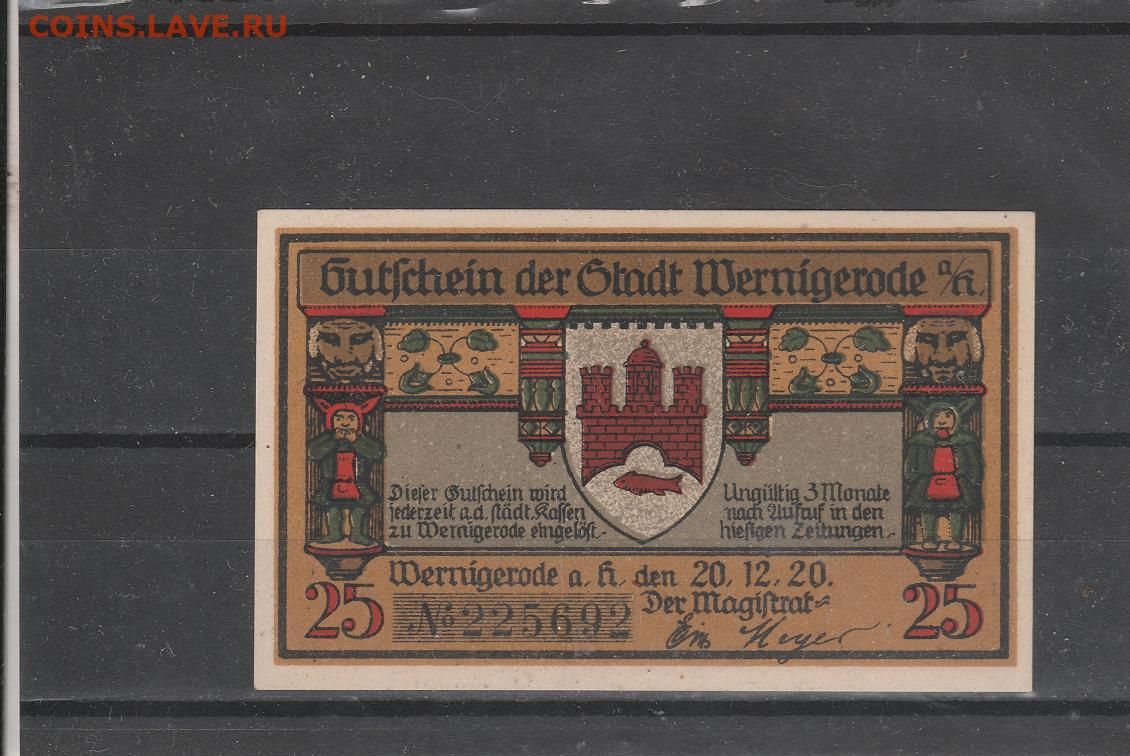 COINS.LAVE.RU
Gutschein der Stadt Wernigerode a/H.
Dieser Gutschein wird
jederzeit a.d. städt. Kassen
zu Wernigerode eingelöst.-
Ungültig 3 Monate
nach Aufruf in den
hiesigen Zeitungen.-
Wernigerode a. H. den 20. 12. 20.
25
№ 225692
Der Magistrat
25
Meyer